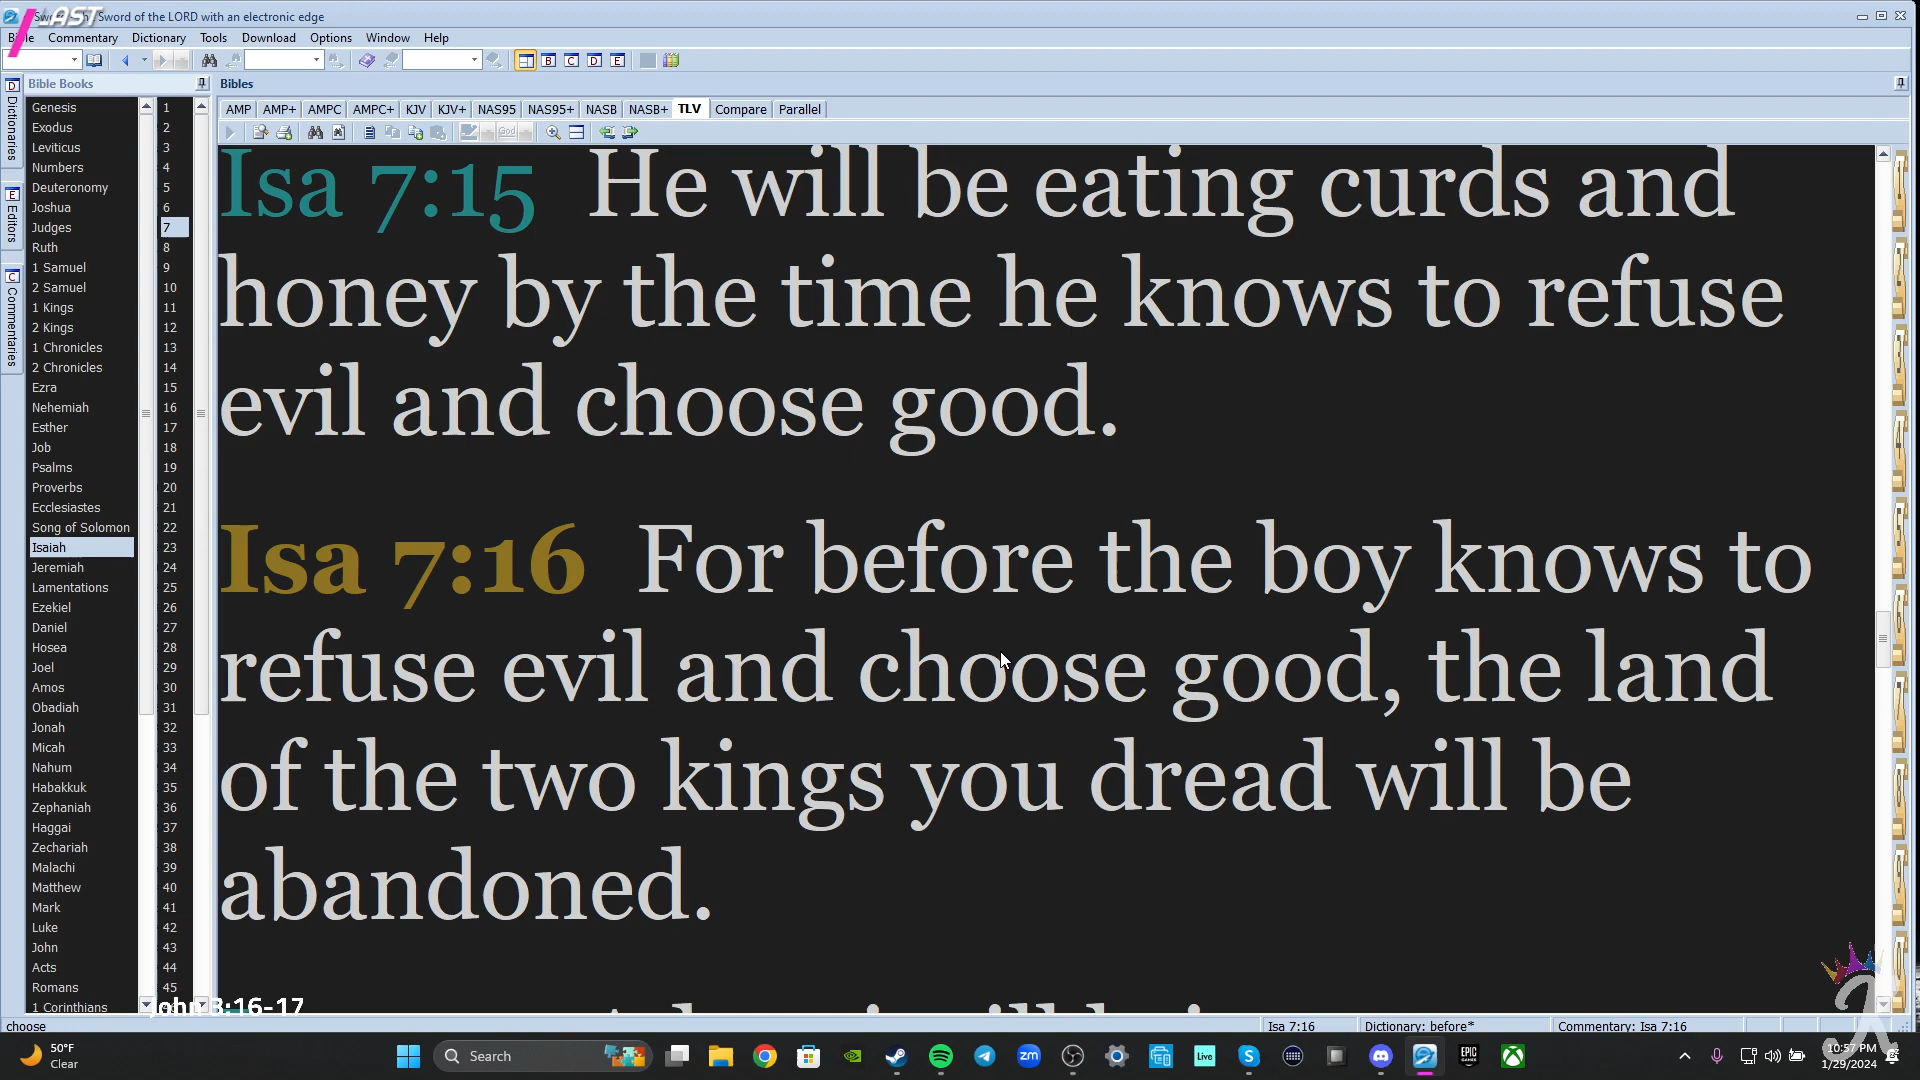 LAST
Sword of the LORD with an electronic edge
Commentary Dictionary Tools Download Options Window Help
Bible Books
Bibles
AMP AMP+ AMPC AMPC+ KJV KJV+ NAS95 NAS95+ NASB NASB+ TLV Compare Parallel
Dictionaries
Editors
Commentaries
Genesis 1
Exodus 2
Leviticus 3
Numbers 4
Deuteronomy 5
Joshua 6
Judges 7
Ruth 8
1 Samuel 9
2 Samuel 10
1 Kings 11
2 Kings 12
1 Chronicles 13
2 Chronicles 14
Ezra 15
Nehemiah 16
Esther 17
Job 18
Psalms 19
Proverbs 20
Ecclesiastes 21
Song of Solomon 22
Isaiah 23
Jeremiah 24
Lamentations 25
Ezekiel 26
Daniel 27
Hosea 28
Joel 29
Amos 30
Obadiah 31
Jonah 32
Micah 33
Nahum 34
Habakkuk 35
Zephaniah 36
Haggai 37
Zechariah 38
Malachi 39
Matthew 40
Mark 41
Luke 42
John 43
Acts 44
Romans 45
1 Corinthians
Isa 7:15 He will be eating curds and
honey by the time he knows to refuse
evil and choose good.
Isa 7:16 For before the boy knows to
refuse evil and choose good, the land
of the two kings you dread will be
abandoned.
John 3:16-17
choose
Isa 7:16
Dictionary: before*
Commentary: Isa 7:16
50°F
Clear
Search
zm
Live
EPIC
GAMES
10:57 PM
1/29/2024